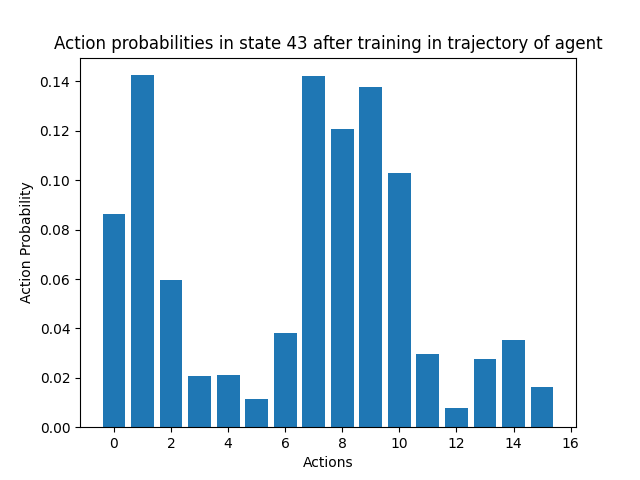 Action probabilities in state 43 after training in trajectory of agent
0.14
0.12
0.10
0.08
0.06
0.04
0.02
0.00
Action Probability
0 2 4 6 8 10 12 14 16
Actions